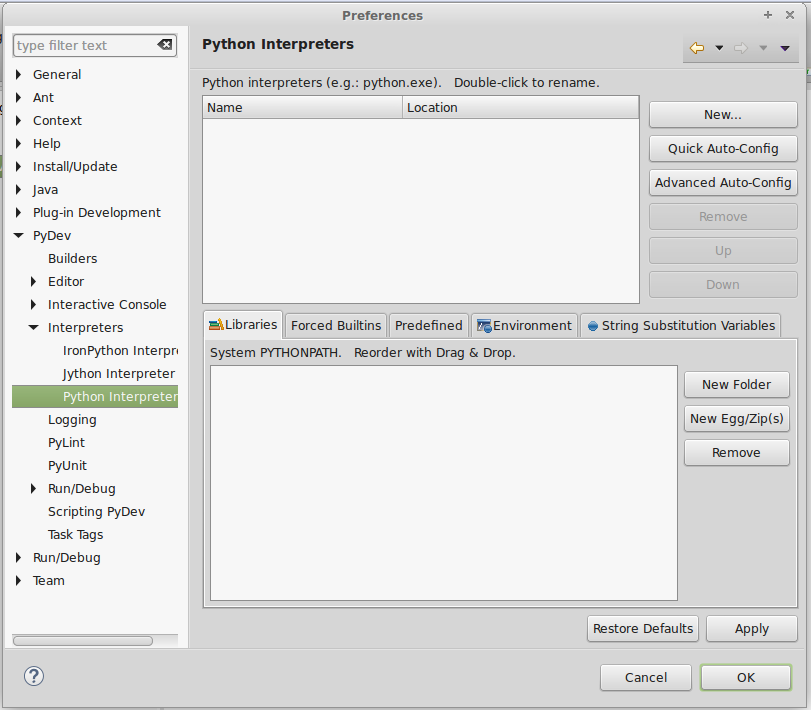 Preferences
type filter text
General
Ant
Context
Help
Install/Update
Java
Plug-in Development
PyDev
Builders
Editor
Interactive Console
Interpreters
IronPython Interpre
Jython Interpreter
Python Interpreter
Logging
PyLint
PyUnit
Run/Debug
Scripting PyDev
Task Tags
Run/Debug
Team
Python Interpreters
Python interpreters (e.g.: python.exe).   Double-click to rename.
Name Location
New...
Quick Auto-Config
Advanced Auto-Config
Remove
Up
Down
Libraries Forced Builtins Predefined Environment String Substitution Variables
System PYTHONPATH.   Reorder with Drag & Drop.
New Folder
New Egg/Zip(s)
Remove
Restore Defaults Apply
? Cancel OK